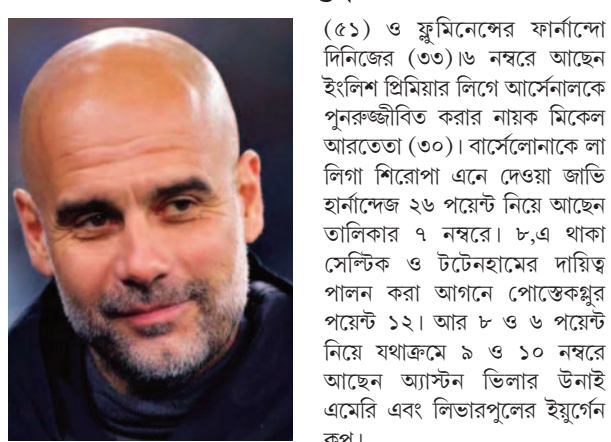 (৫১) ও ফ্লুমিনেন্সের ফার্নান্দো
দিনিজের (৩৩)।৬ নম্বরে আছেন
ইংলিশ প্রিমিয়ার লিগে আর্সেনালকে
পুনরুজ্জীবিত করার নায়ক মিকেল
আরতেতা (৩০)। বার্সেলোনাকে লা
লিগা শিরোপা এনে দেওয়া জাভি
হার্নান্দেজ ২৬ পয়েন্ট নিয়ে আছেন
তালিকার ৭ নম্বরে। ৮,এ থাকা
সেল্টিক ও টটেনহামের দায়িত্ব
পালন করা আগনে পোস্তেকগ্লুর
পয়েন্ট ১২। আর ৮ ও ৬ পয়েন্ট
নিয়ে যথাক্রমে ৯ ও ১০ নম্বরে
আছেন অ্যাস্টন ভিলার উনাই
এমেরি এবং লিভারপুলের ইয়ুর্গেন
ক্লপ।